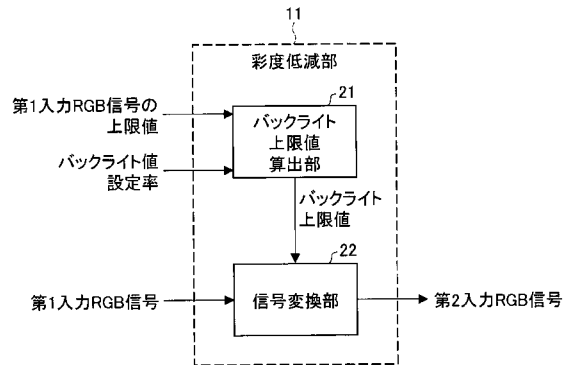 11
彩度低減部
第1入力RGB信号の
上限値
バックライト値
設定率
21
バックライト
上限値
算出部
バックライト
上限値
22
第1入力RGB信号
信号変換部
第2入力RGB信号